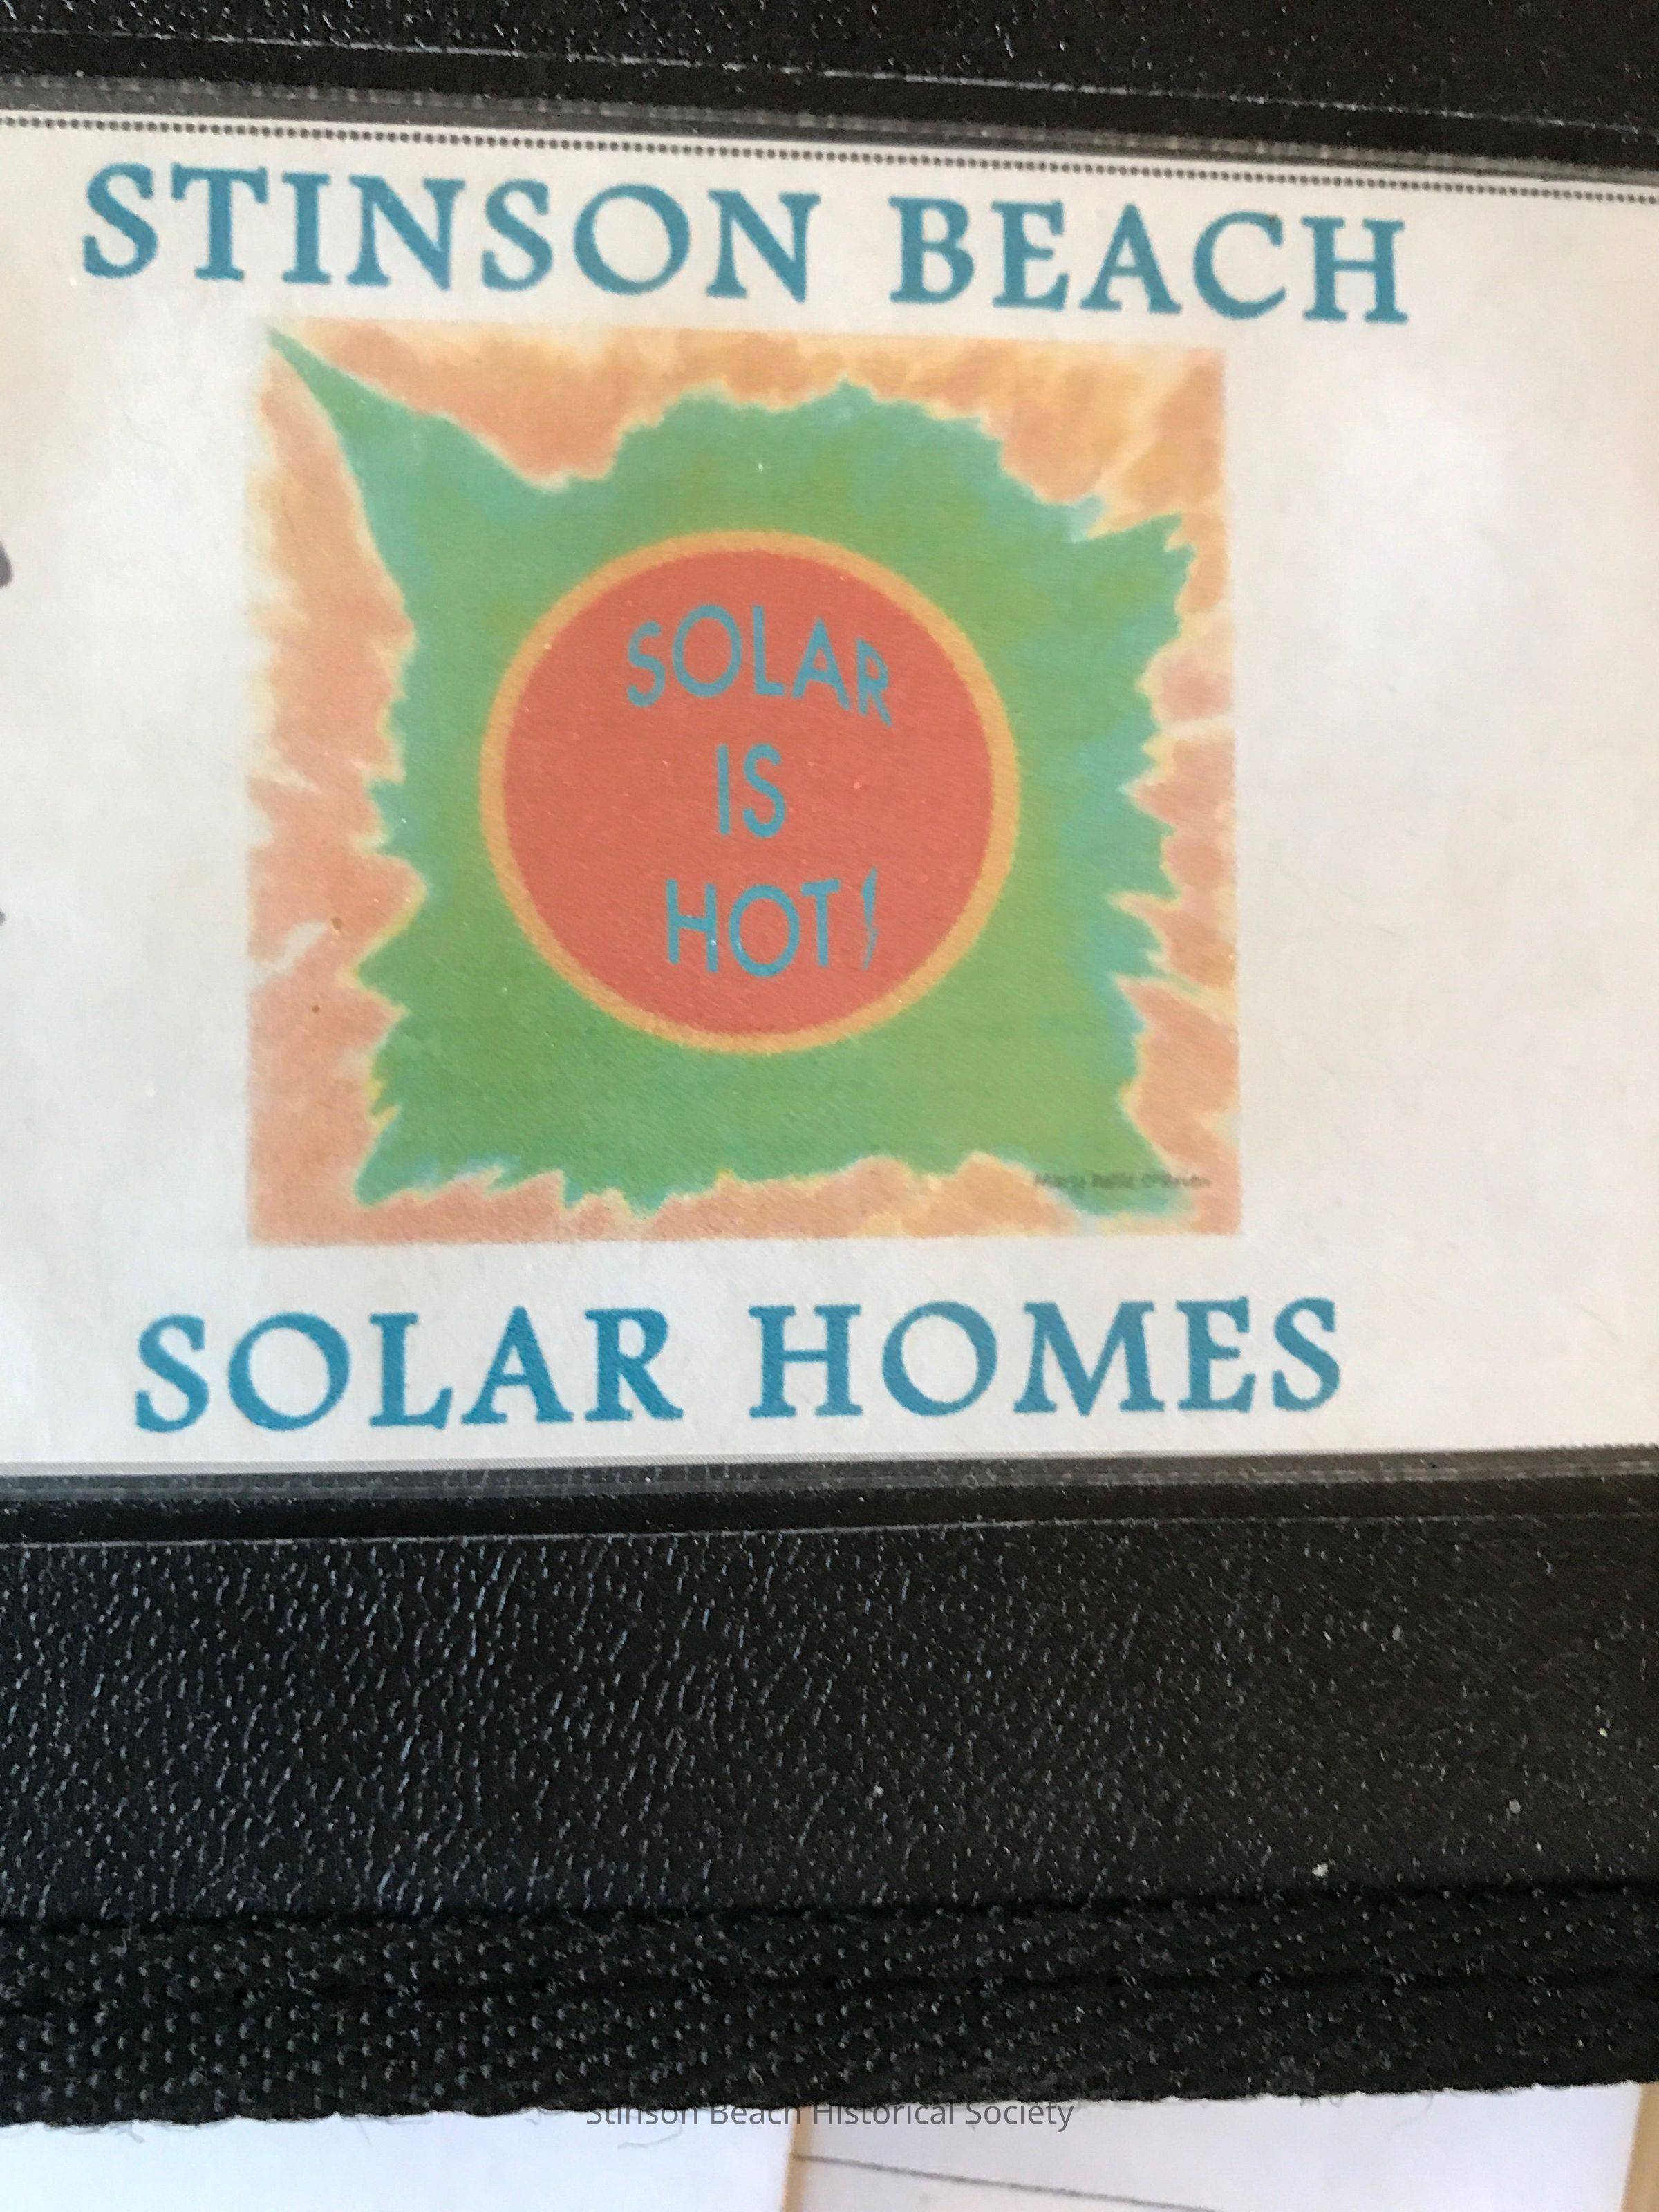 STINSON BEACH
SOLAR
IS
HOT!
SOLAR HOMES
Stinson Beach Historical Society